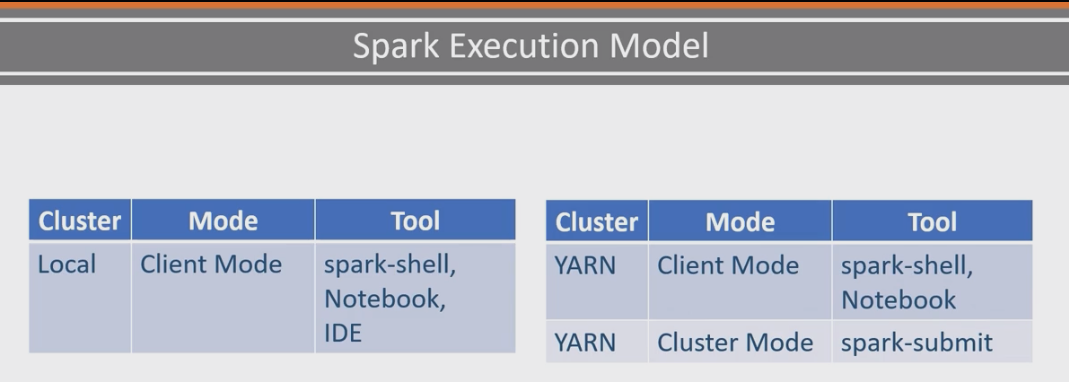 Spark Execution Model
Cluster Mode Tool
Local Client Mode spark-shell,
Notebook,
IDE
Cluster Mode Tool
YARN Client Mode spark-shell,
Notebook
YARN Cluster Mode spark-submit